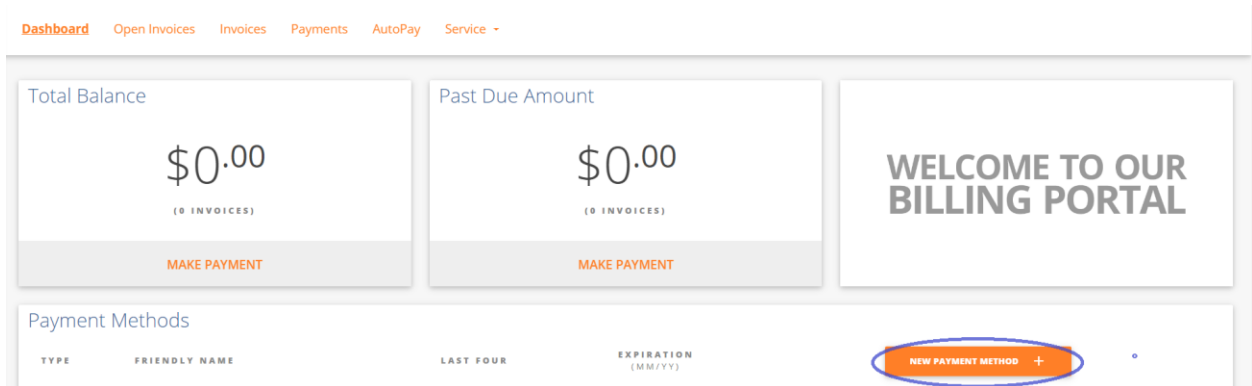 Dashboard Open Invoices Invoices Payments AutoPay Service
Total Balance
$0.00
(0 INVOICES)
MAKE PAYMENT
Past Due Amount
$0.00
(0 INVOICES)
MAKE PAYMENT
WELCOME TO OUR
BILLING PORTAL
Payment Methods
TYPE FRIENDLY NAME LAST FOUR EXPIRATION
(MM/YY)
NEW PAYMENT METHOD +